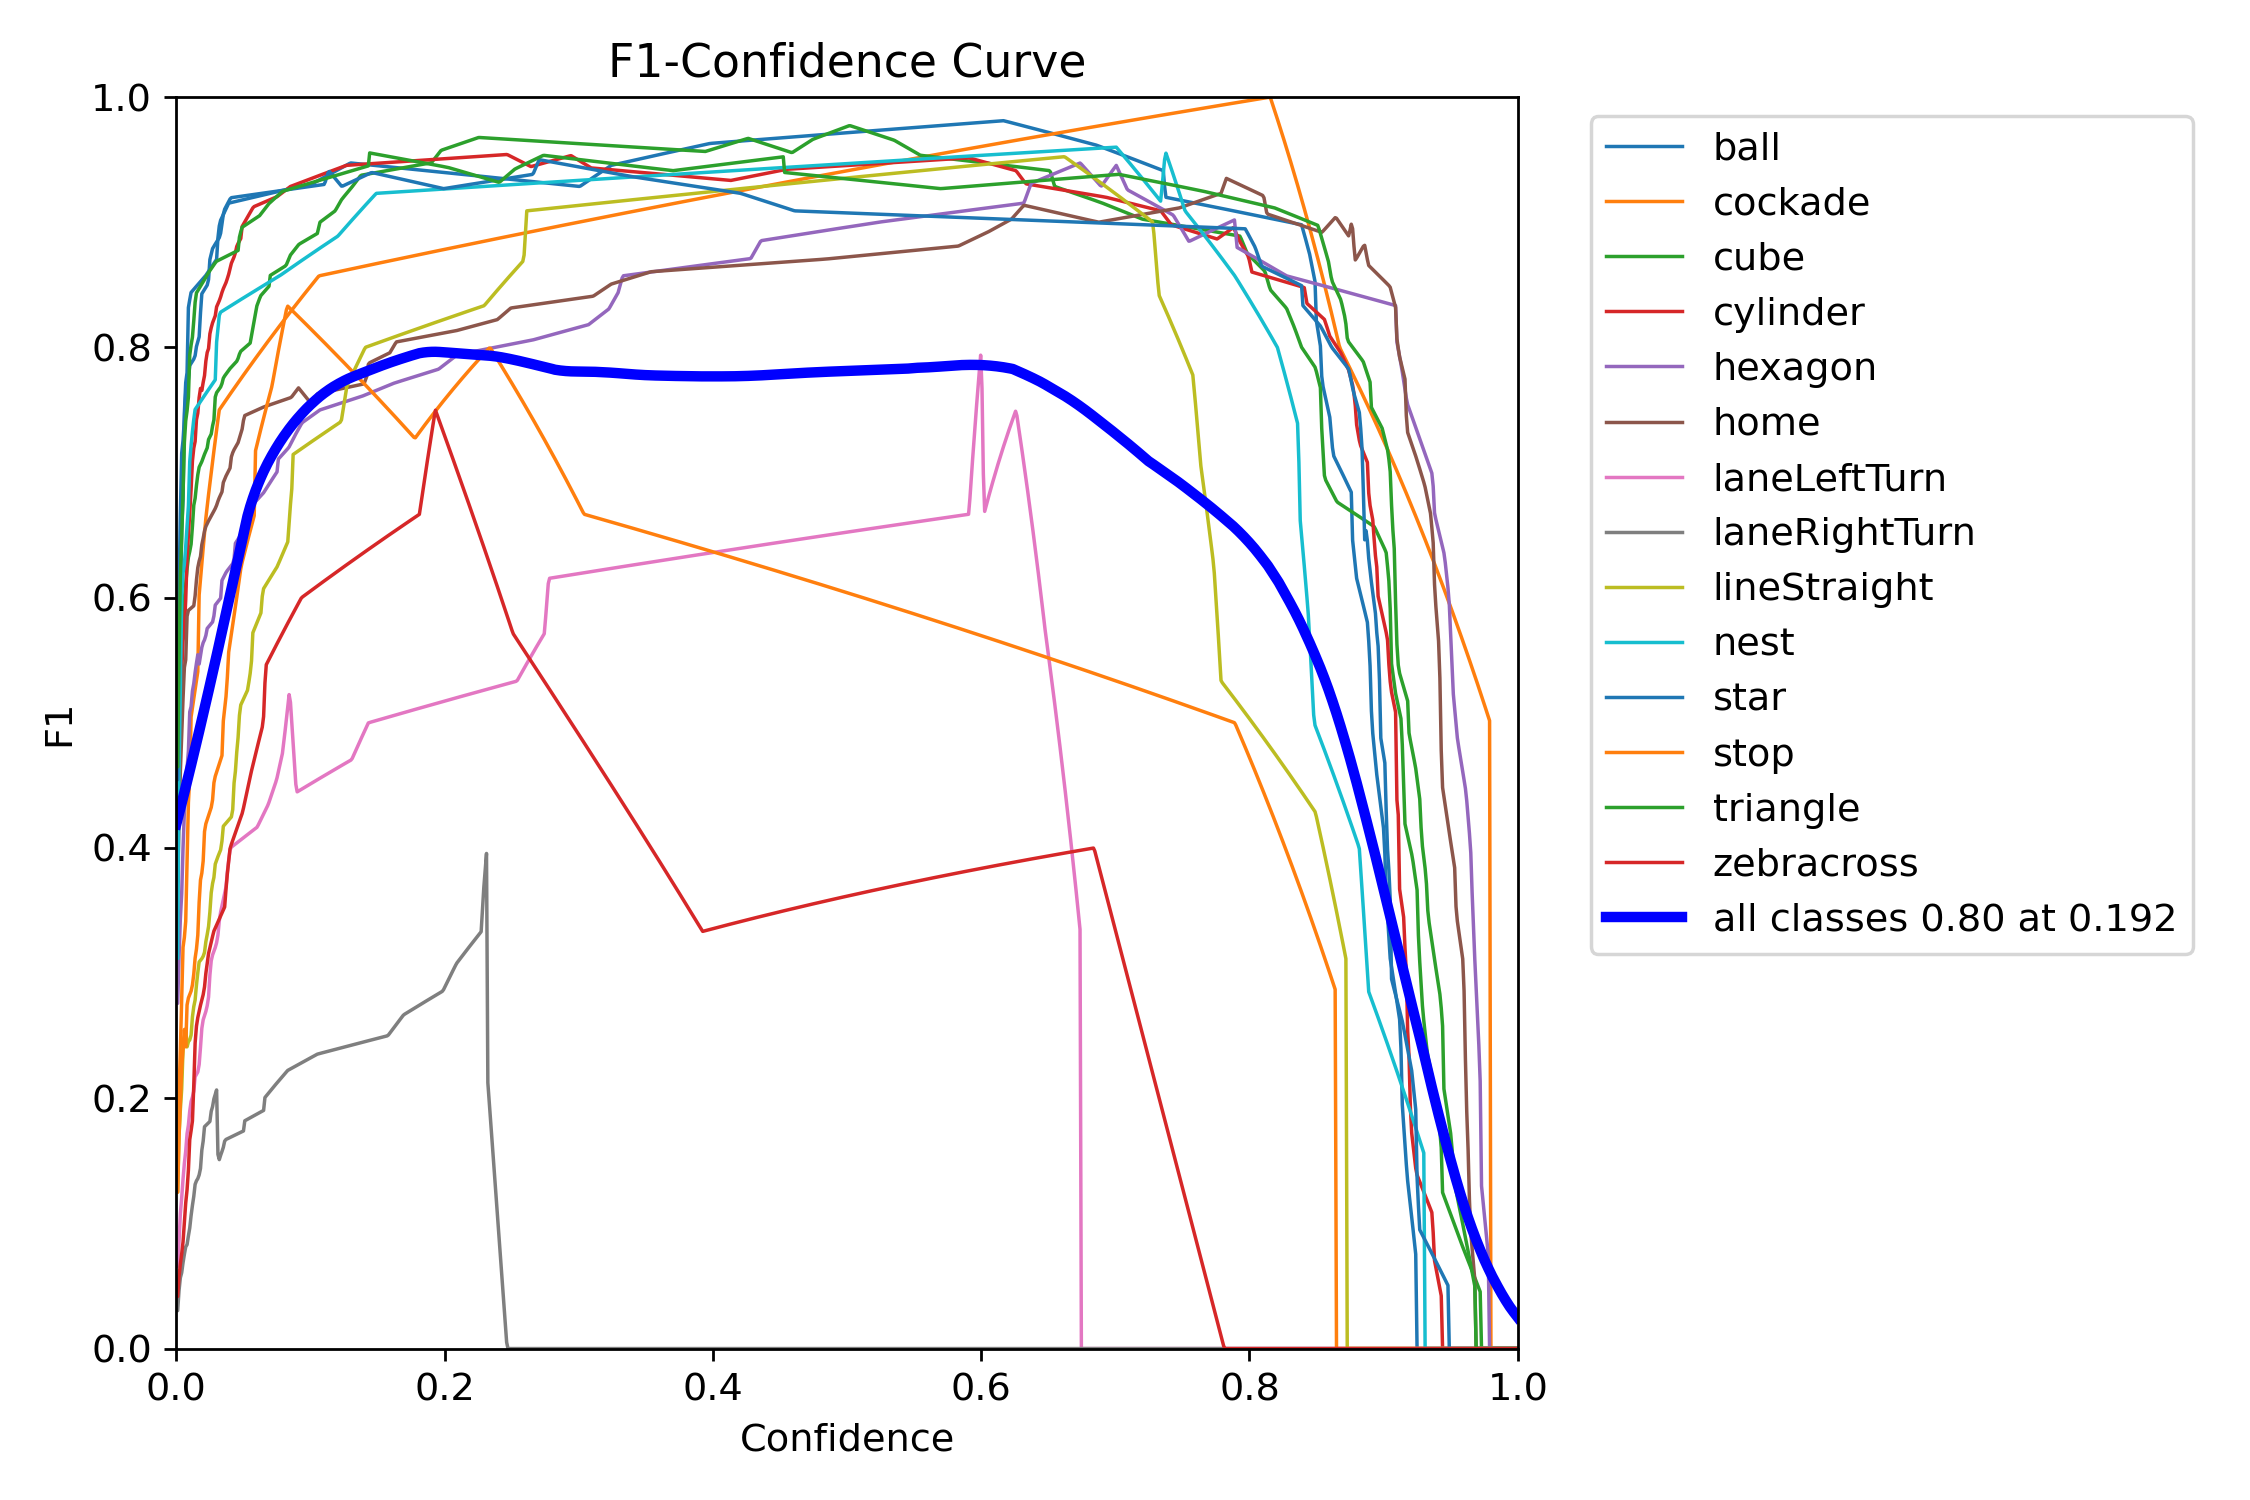 F1-Confidence Curve
1.0
0.8
0.6
0.4
0.2
0.0
F1
0.0 0.2 0.4 0.6 0.8 1.0
Confidence
ball
cockade
cube
cylinder
hexagon
home
laneLeftTurn
laneRightTurn
lineStraight
nest
star
stop
triangle
zebracross
all classes 0.80 at 0.192